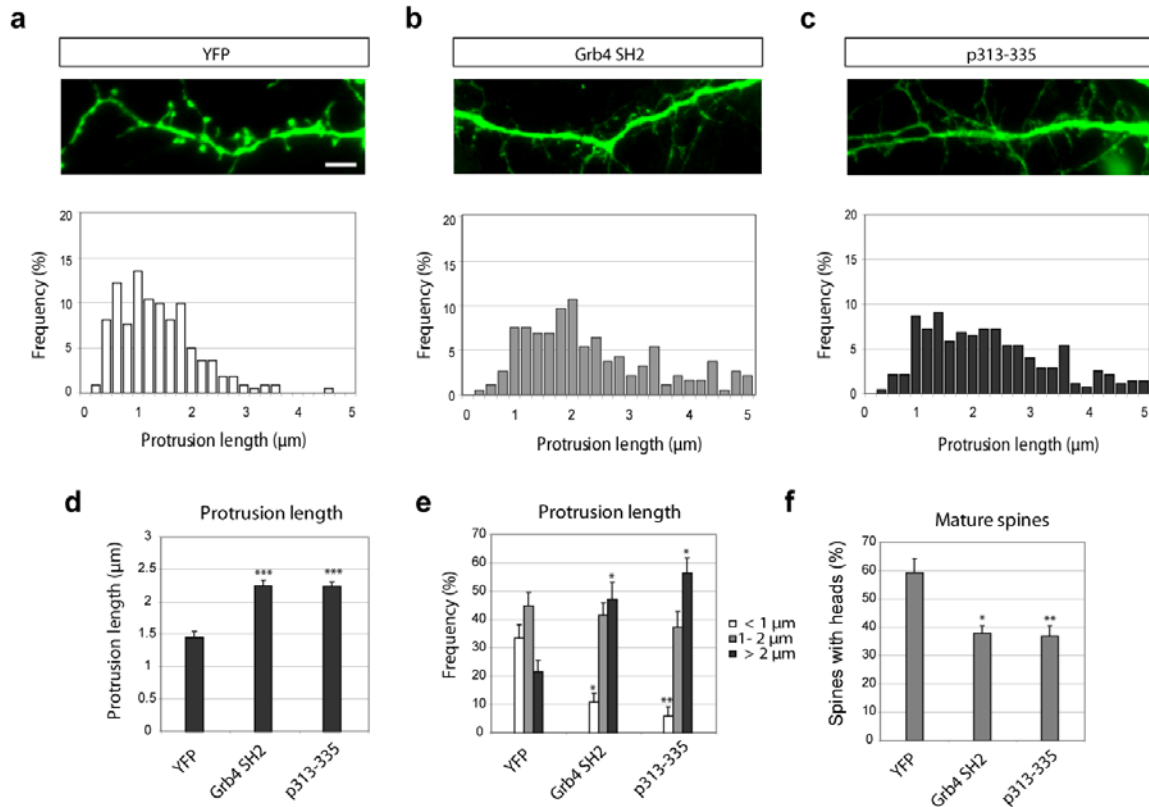 a
YFP
b
Grb4 SH2
c
p313-335
20
15
10
5
0
Frequency (%)
0 1 2 3 4 5
Protrusion length (μm)
20
15
10
5
0
Frequency (%)
0 1 2 3 4 5
Protrusion length (μm)
20
15
10
5
0
Frequency (%)
0 1 2 3 4 5
Protrusion length (μm)
d
Protrusion length
3
2.5
2
1.5
1
0.5
0
Protrusion length (μm)
*** ***
YFP
Grb4 SH2
p313-335
e
Protrusion length
70
60
50
40
30
20
10
0
Frequency (%)
* * ** *
YFP
Grb4 SH2
p313-335
< 1 μm
1- 2 μm
> 2 μm
f
Mature spines
70
60
50
40
30
20
10
0
Spines with heads (%)
* **
YFP
Grb4 SH2
p313-335